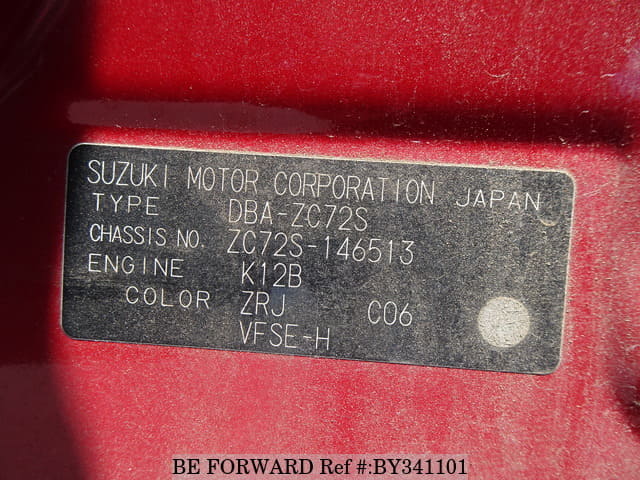 SUZUKI MOTOR CORPORATION JAPAN
TYPE DBA-ZC72S
CHASSIS NO. ZC72S-146513
ENGINE K12B
COLOR ZRJ C06
VFSE-H
BE FORWARD Ref #:BY341101